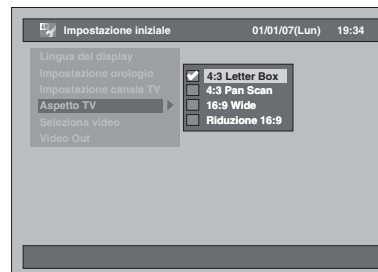 Impostazione iniziale 01/01/07(Lun) 19:34
Lingua del display
Impostazione orologio
Impostazione canale TV
Aspetto TV
Seleziona video
Video Out
4:3 Letter Box
4:3 Pan Scan
16:9 Wide
Riduzione 16:9